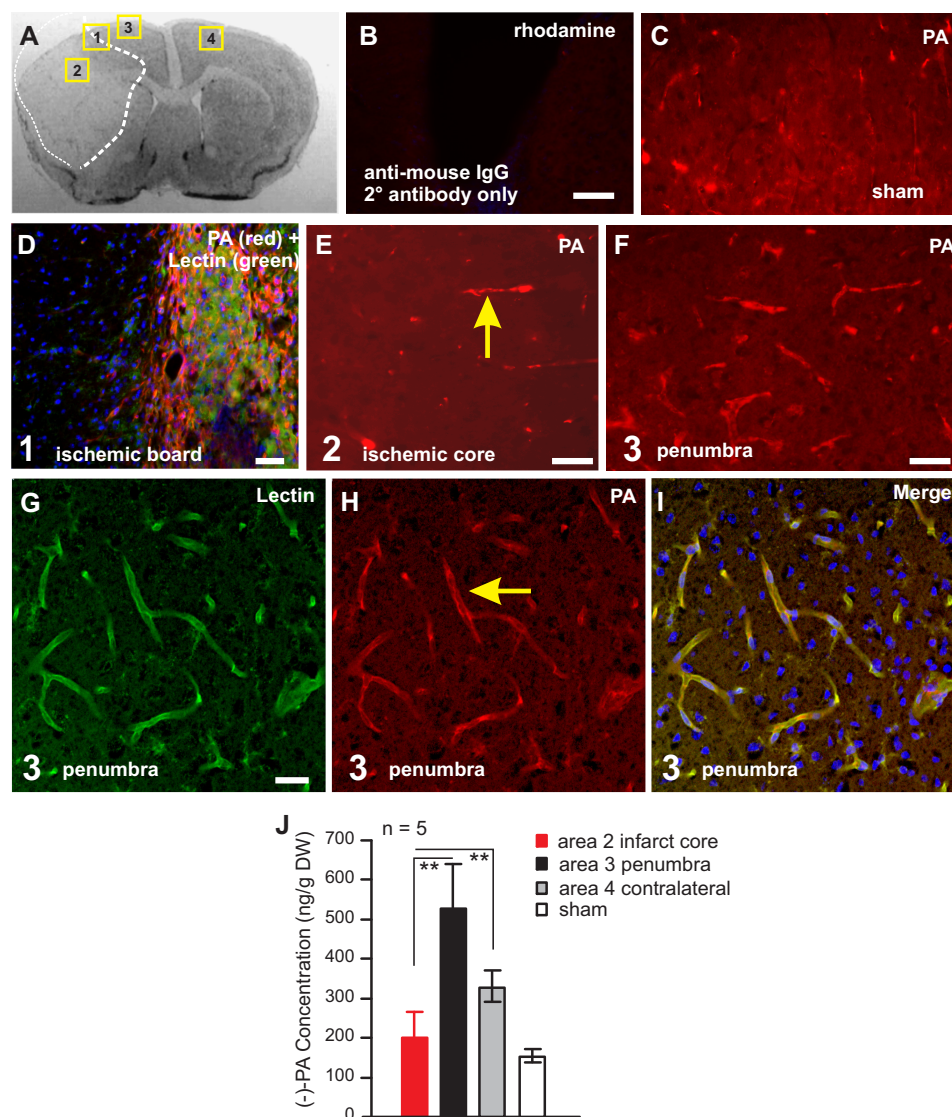 A
1
3
4
2
B
rhodamine
anti-mouse IgG
2° antibody only
C
PA
sham
D
PA (red) +
Lectin (green)
1 ischemic board
E
PA
2 ischemic core
F
PA
3 penumbra
G
Lectin
3 penumbra
H
PA
3 penumbra
I
Merge
3 penumbra
J
n = 5
(-)-PA Concentration (ng/g DW)
700
600
500
400
300
200
100
0
**
**
area 2 infarct core
area 3 penumbra
area 4 contralateral
sham